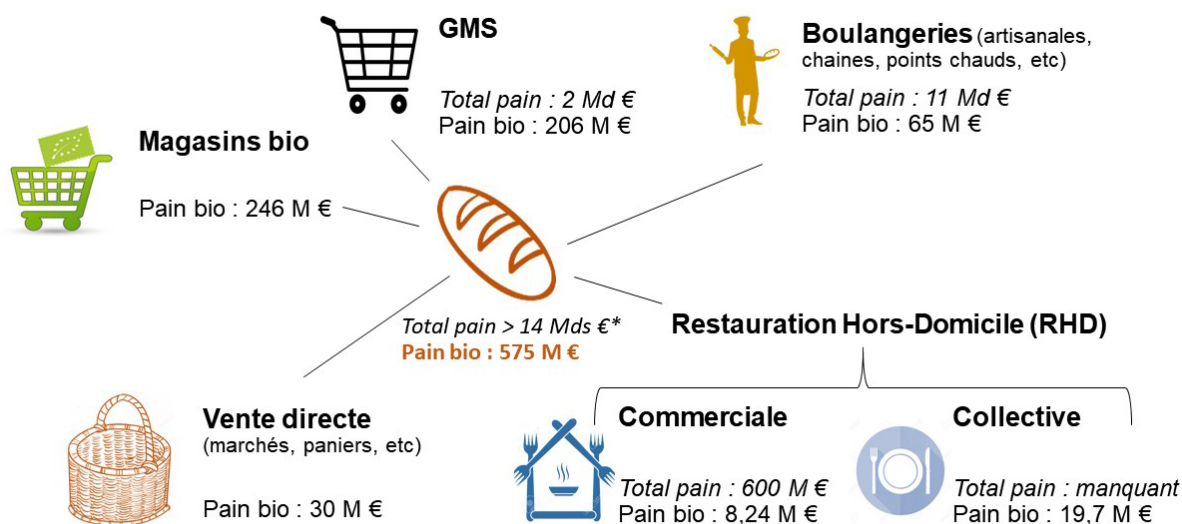 GMS
Total pain : 2 Md €
Pain bio : 206 M €
Boulangeries (artisanales,
chaines, points chauds, etc)
Total pain : 11 Md €
Pain bio : 65 M €
Magasins bio
Pain bio : 246 M €
Total pain > 14 Mds €*
Pain bio : 575 M €
Restauration Hors-Domicile (RHD)
Vente directe
(marchés, paniers, etc)
Pain bio : 30 M €
Commerciale
Total pain : 600 M €
Pain bio : 8,24 M €
Collective
Total pain : manquant
Pain bio : 19,7 M €